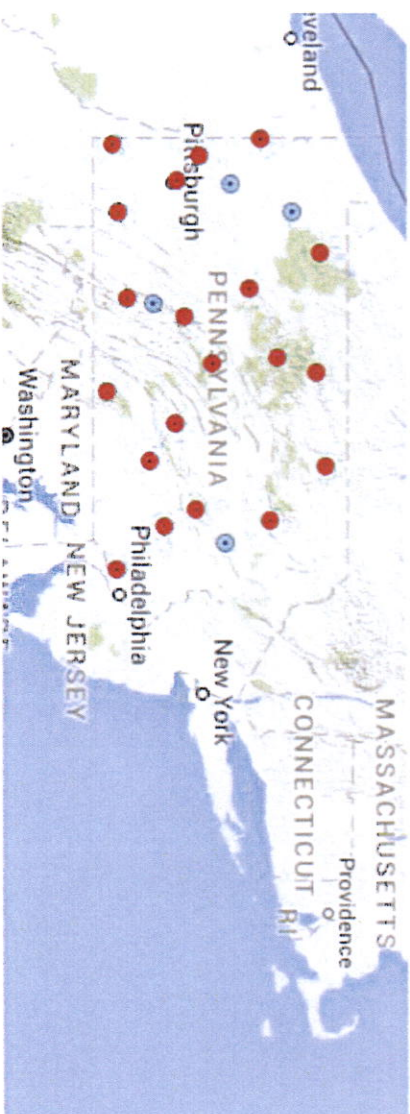 eveland
Pittsburgh
PENNSYLVANIA
MARYLAND
Washington
Philadelphia
NEW JERSEY
New York
CONNECTICUT
MASSACHUSETTS
Providence
RI